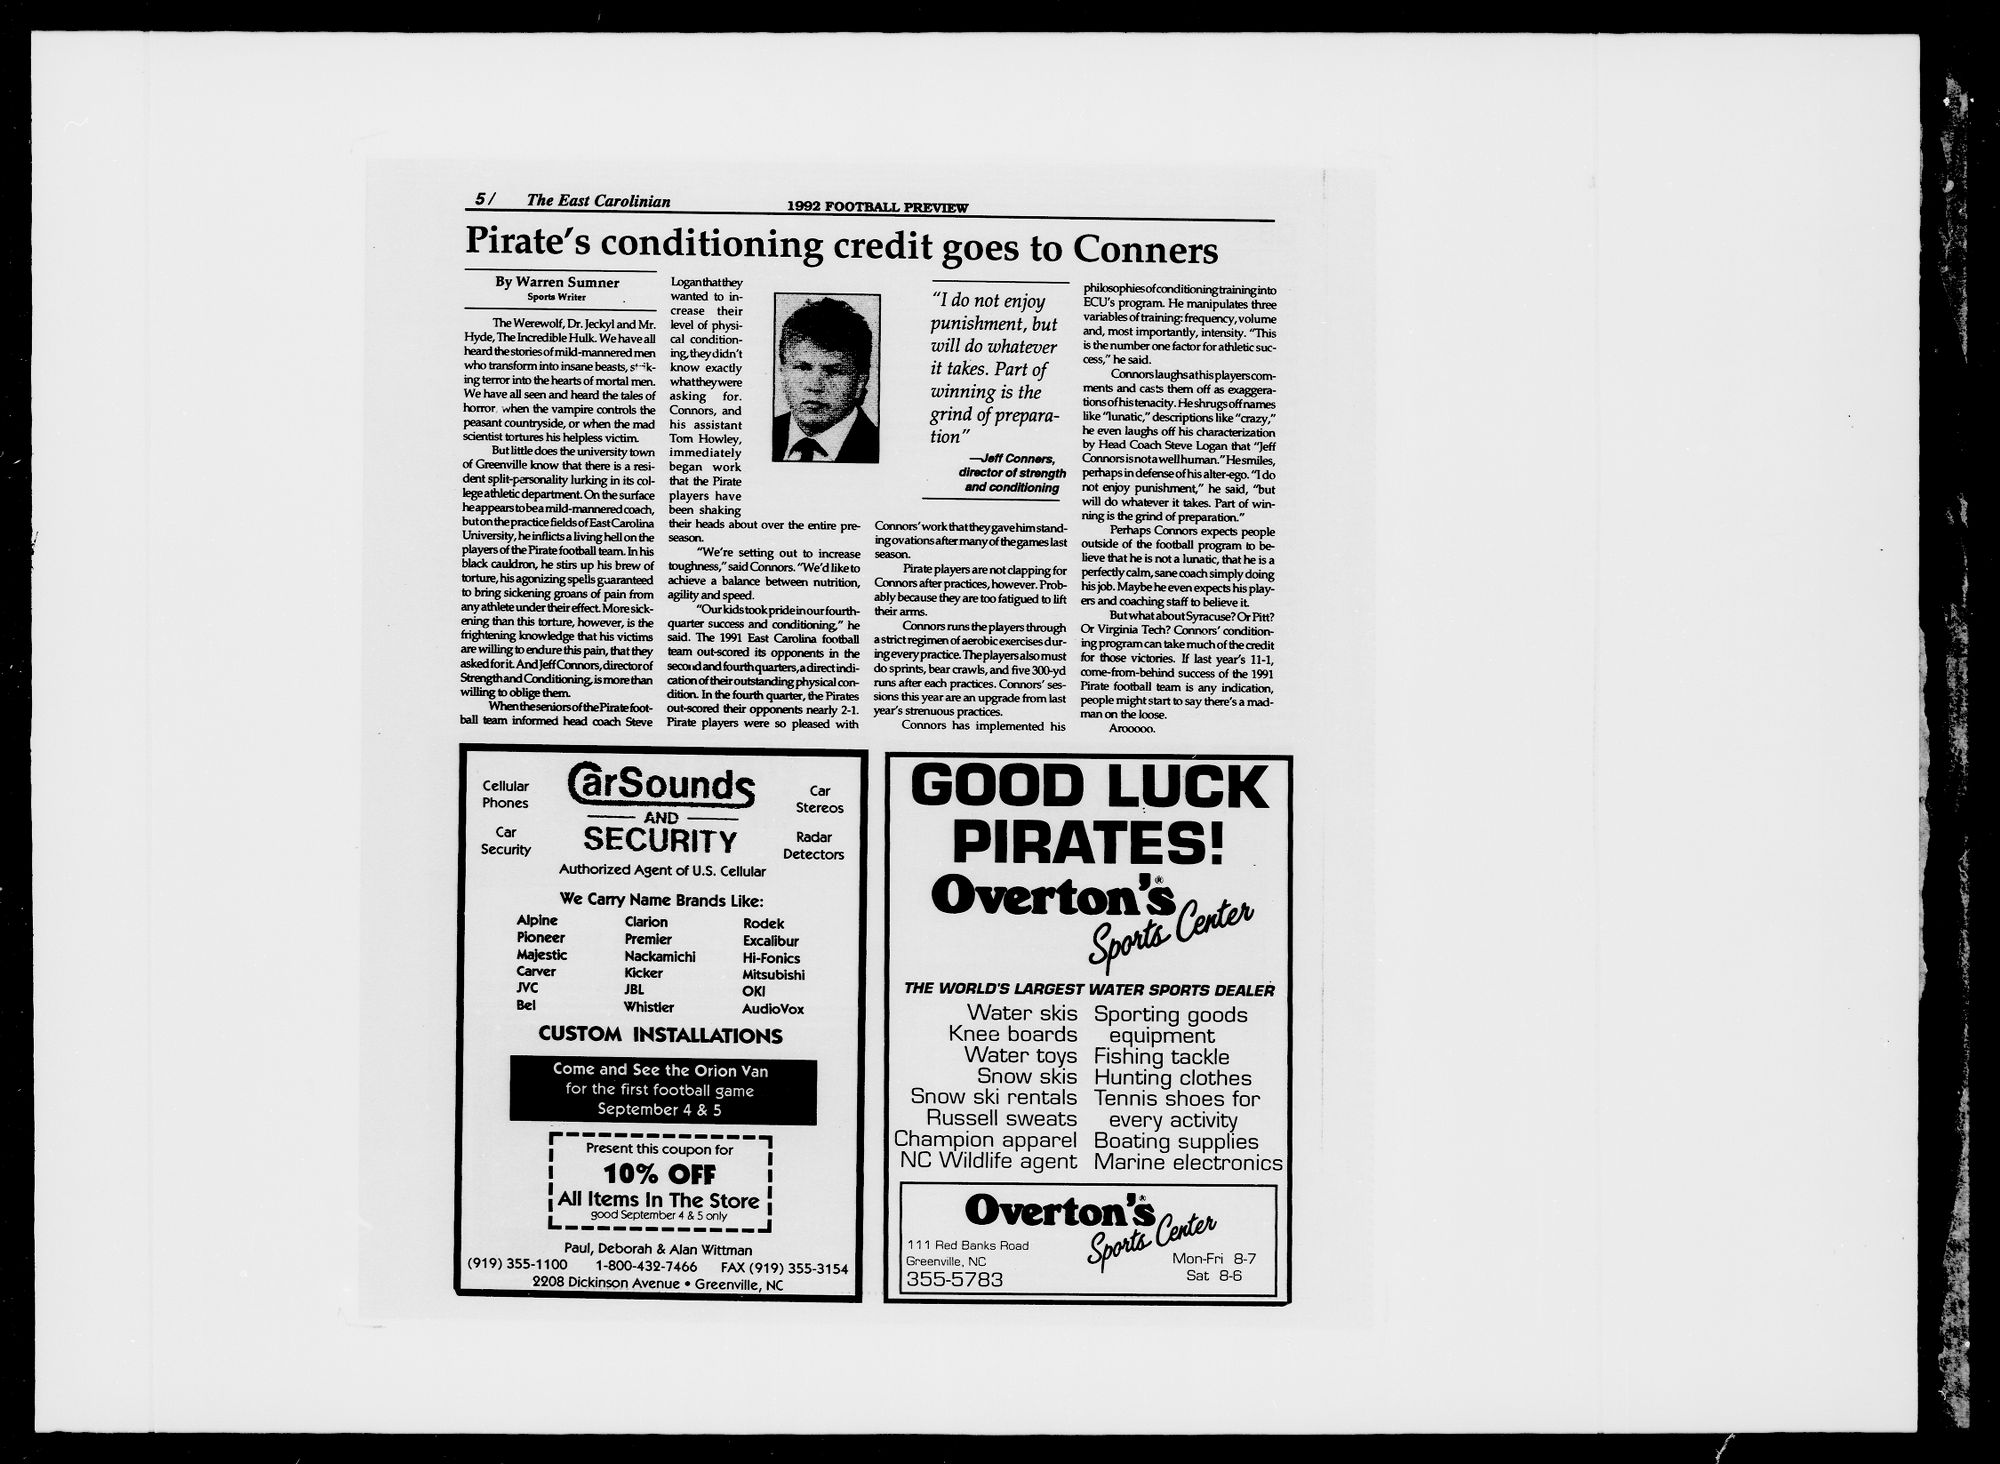 5/ The East Carolinian 1992 FOOTBALL PREVIEW
Pirate's conditioning credit goes to Conners
By Warren Sumner
Sports Writer
The Werewolf, Dr. Jeckyl and Mr.
Hyde, The Incredible Hulk. We have all
heard the stories of mild-mannered men
who transform into insane beasts,
ing terror into the hearts of mortal men.
We have all seen and heard the tales of
horror when the vampire controls the
peasant countryside, or when the mad
scientist tortures his helpless victim.
But little does the university town
of Greenville know that there is a resi-
dent split-personality lurking in its col-
lege athletic department. On the surface
he appears to be a mild-mannered coach,
but on the practice fields of East Carolina
University, he inflicts a living hell on the
players of the Pirate football team. In his
black cauldron, he stirs up his brew of
torture, his agonizing spells guaranteed
to bring sickening groans of pain from
any athlete under their effect. More sick-
ening than this torture, however, is the
frightening knowledge that his victims
are willing to endure this pain, that they
asked for it. And Jeff Connors, director of
Strength and Conditioning, is more than
willing to oblige them.
When the seniors of the Pirate foot-
ball team informed head coach Steve
Logan that they
wanted to in-
crease their
level of physi-
cal condition-
ing, they didn't
know exactly
what they were
asking for.
Connors, and
his assistant
Tom Howley,
immediately
began work
that the Pirate
players have
been shaking
their heads about over the entire pre-
season.
"We're setting out to increase
toughness," said Connors. "We'd like to
achieve a balance between nutrition,
agility and speed.
"Our kids took pride in our fourth-
quarter success and conditioning," he
said. The 1991 East Carolina football
team out-scored its opponents in the
second and fourth quarters, a direct indi-
cation of their outstanding physical con-
dition. In the fourth quarter, the Pirates
out-scored their opponents nearly 2-1.
Pirate players were so pleased with
"I do not enjoy
punishment, but
will do whatever
it takes. Part of
winning is the
grind of prepara-
tion"
—Jeff Conners,
director of strength
and conditioning
Connors' work that they gave him stand-
ing ovations after many of the games last
season.
Pirate players are not clapping for
Connors after practices, however. Prob-
ably because they are too fatigued to lift
their arms.
Connors runs the players through
a strict regimen of aerobic exercises dur-
ing every practice. The players also must
do sprints, bear crawls, and five 300-yd
runs after each practices. Connors' ses-
sions this year are an upgrade from last
year's strenuous practices.
Connors has implemented his
philosophies of conditioning training into
ECU's program. He manipulates three
variables of training: frequency, volume
and, most importantly, intensity. "This
is the number one factor for athletic suc-
cess," he said.
Connors laughs at his players com-
ments and casts them off as exaggera-
tions of his tenacity. He shrugs off names
like "lunatic," descriptions like "crazy,"
he even laughs off his characterization
by Head Coach Steve Logan that "Jeff
Connors is not a well human." He smiles,
perhaps in defense of his alter-ego. "I do
not enjoy punishment," he said, "but
will do whatever it takes. Part of win-
ning is the grind of preparation."
Perhaps Connors expects people
outside of the football program to be-
lieve that he is not a lunatic, that he is a
perfectly calm, sane coach simply doing
his job. Maybe he even expects his play-
ers and coaching staff to believe it.
But what about Syracuse? Or Pitt?
Or Virginia Tech? Connors' condition-
ing program can take much of the credit
for those victories. If last year's 11-1,
come-from-behind success of the 1991
Pirate football team is any indication,
people might start to say there's a mad-
man on the loose.
Arooooo.
Cellular
Phones
Car
Security
CarSounds
AND
SECURITY
Car
Stereos
Radar
Detectors
Authorized Agent of U.S. Cellular
We Carry Name Brands Like:
Alpine Clarion Rodek
Pioneer Premier Excalibur
Majestic Nackamichi Hi-Fonics
Carver Kicker Mitsubishi
JVC JBL OKI
Bel Whistler AudioVox
CUSTOM INSTALLATIONS
Come and See the Orion Van
for the first football game
September 4 & 5
Present this coupon for
10% OFF
All Items In The Store
good September 4 & 5 only
Paul, Deborah & Alan Wittman
(919) 355-1100 1-800-432-7466 FAX (919) 355-3154
2208 Dickinson Avenue • Greenville, NC
GOOD LUCK
PIRATES!
Overton's®
Sports Center
THE WORLD'S LARGEST WATER SPORTS DEALER
Water skis
Knee boards
Water toys
Snow skis
Snow ski rentals
Russell sweats
Champion apparel
NC Wildlife agent
Sporting goods
equipment
Fishing tackle
Hunting clothes
Tennis shoes for
every activity
Boating supplies
Marine electronics
Overton's®
Sports Center
111 Red Banks Road
Greenville, NC
355-5783
Mon-Fri 8-7
Sat 8-6